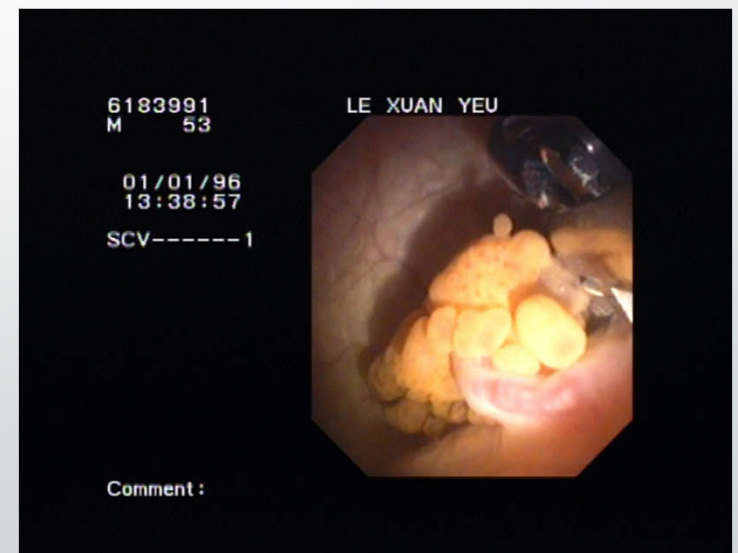 6183991
LE XUAN YEU
M 53
01/01/96
13:38:57
SCV------1
Comment: